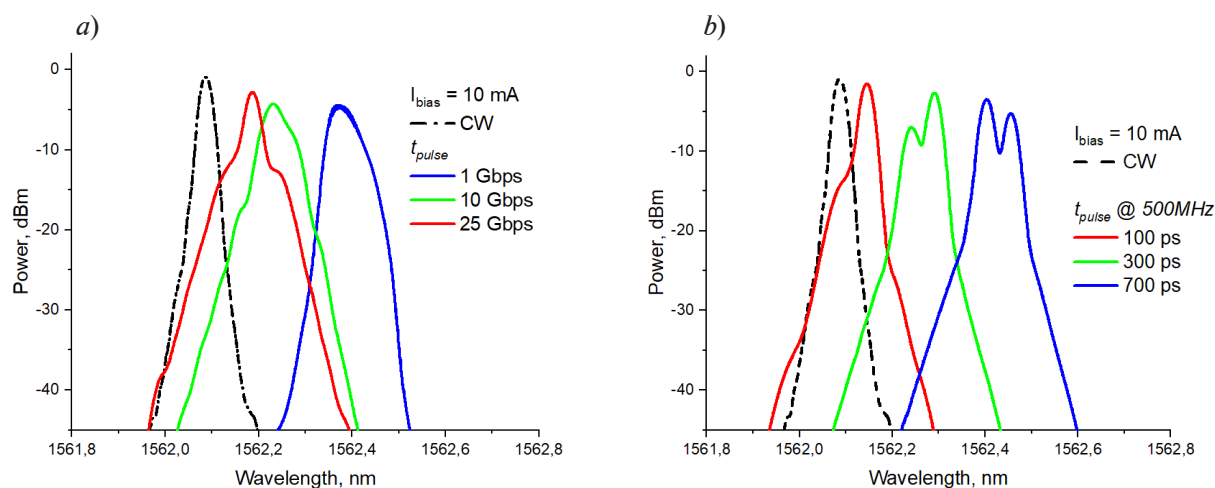 a)
Power, dBm
0
-10
-20
-30
-40
I_bias = 10 mA
CW
t_pulse
1 Gbps
10 Gbps
25 Gbps
1561,8 1562,0 1562,2 1562,4 1562,6 1562,8
Wavelength, nm
b)
Power, dBm
0
-10
-20
-30
-40
I_bias = 10 mA
CW
t_pulse @ 500MHz
100 ps
300 ps
700 ps
1561,8 1562,0 1562,2 1562,4 1562,6 1562,8
Wavelength, nm